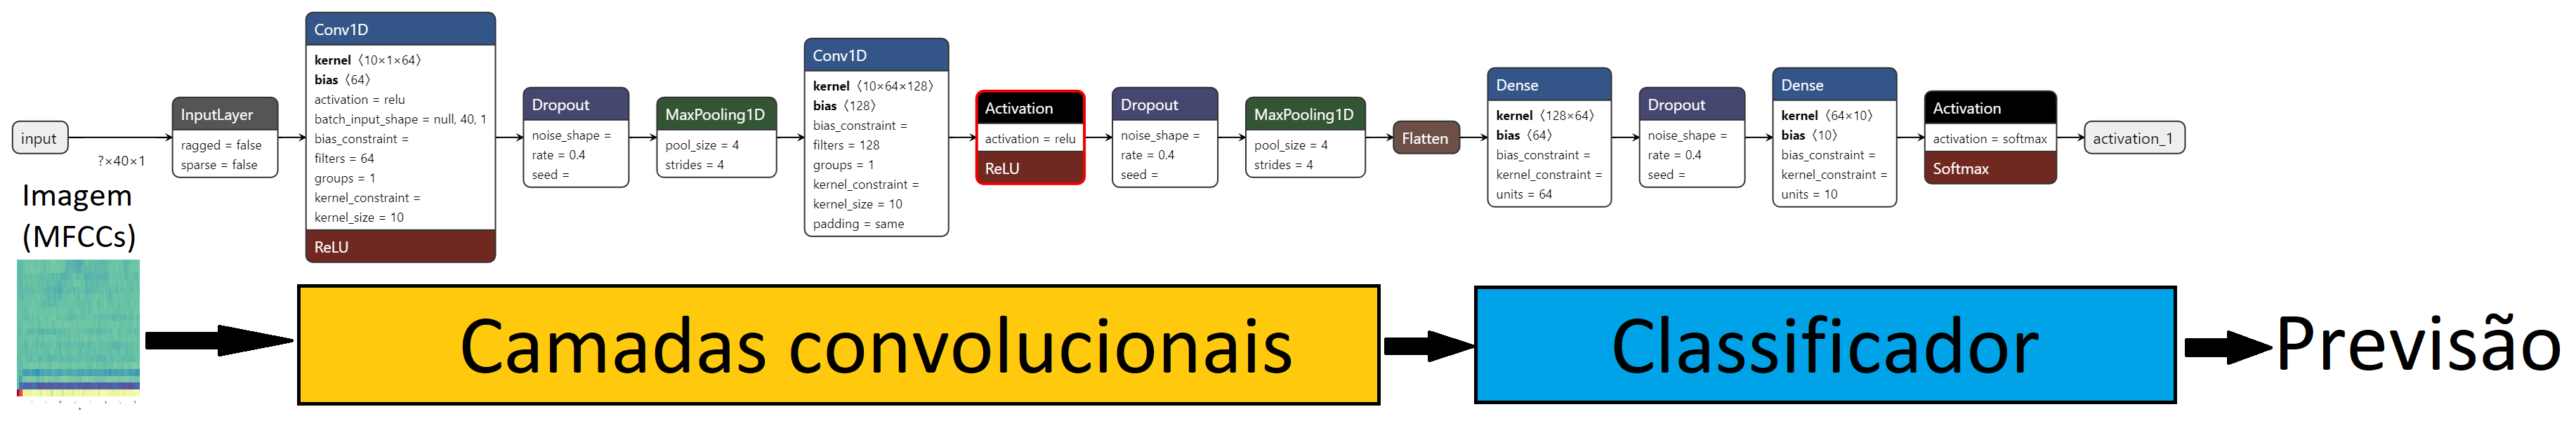 input
?×40×1
InputLayer
ragged = false
sparse = false
Conv1D
kernel 〈10×1×64〉
bias 〈64〉
activation = relu
batch_input_shape = null, 40, 1
bias_constraint =
filters = 64
groups = 1
kernel_constraint =
kernel_size = 10
ReLU
Dropout
noise_shape =
rate = 0.4
seed =
MaxPooling1D
pool_size = 4
strides = 4
Conv1D
kernel 〈10×64×128〉
bias 〈128〉
bias_constraint =
filters = 128
groups = 1
kernel_constraint =
kernel_size = 10
padding = same
Activation
activation = relu
ReLU
Dropout
noise_shape =
rate = 0.4
seed =
MaxPooling1D
pool_size = 4
strides = 4
Flatten
Dense
kernel 〈128×64〉
bias 〈64〉
bias_constraint =
kernel_constraint =
units = 64
Dropout
noise_shape =
rate = 0.4
seed =
Dense
kernel 〈64×10〉
bias 〈10〉
bias_constraint =
kernel_constraint =
units = 10
Activation
activation = softmax
Softmax
activation_1
Imagem
(MFCCs)
Camadas convolucionais
Classificador
Previsão